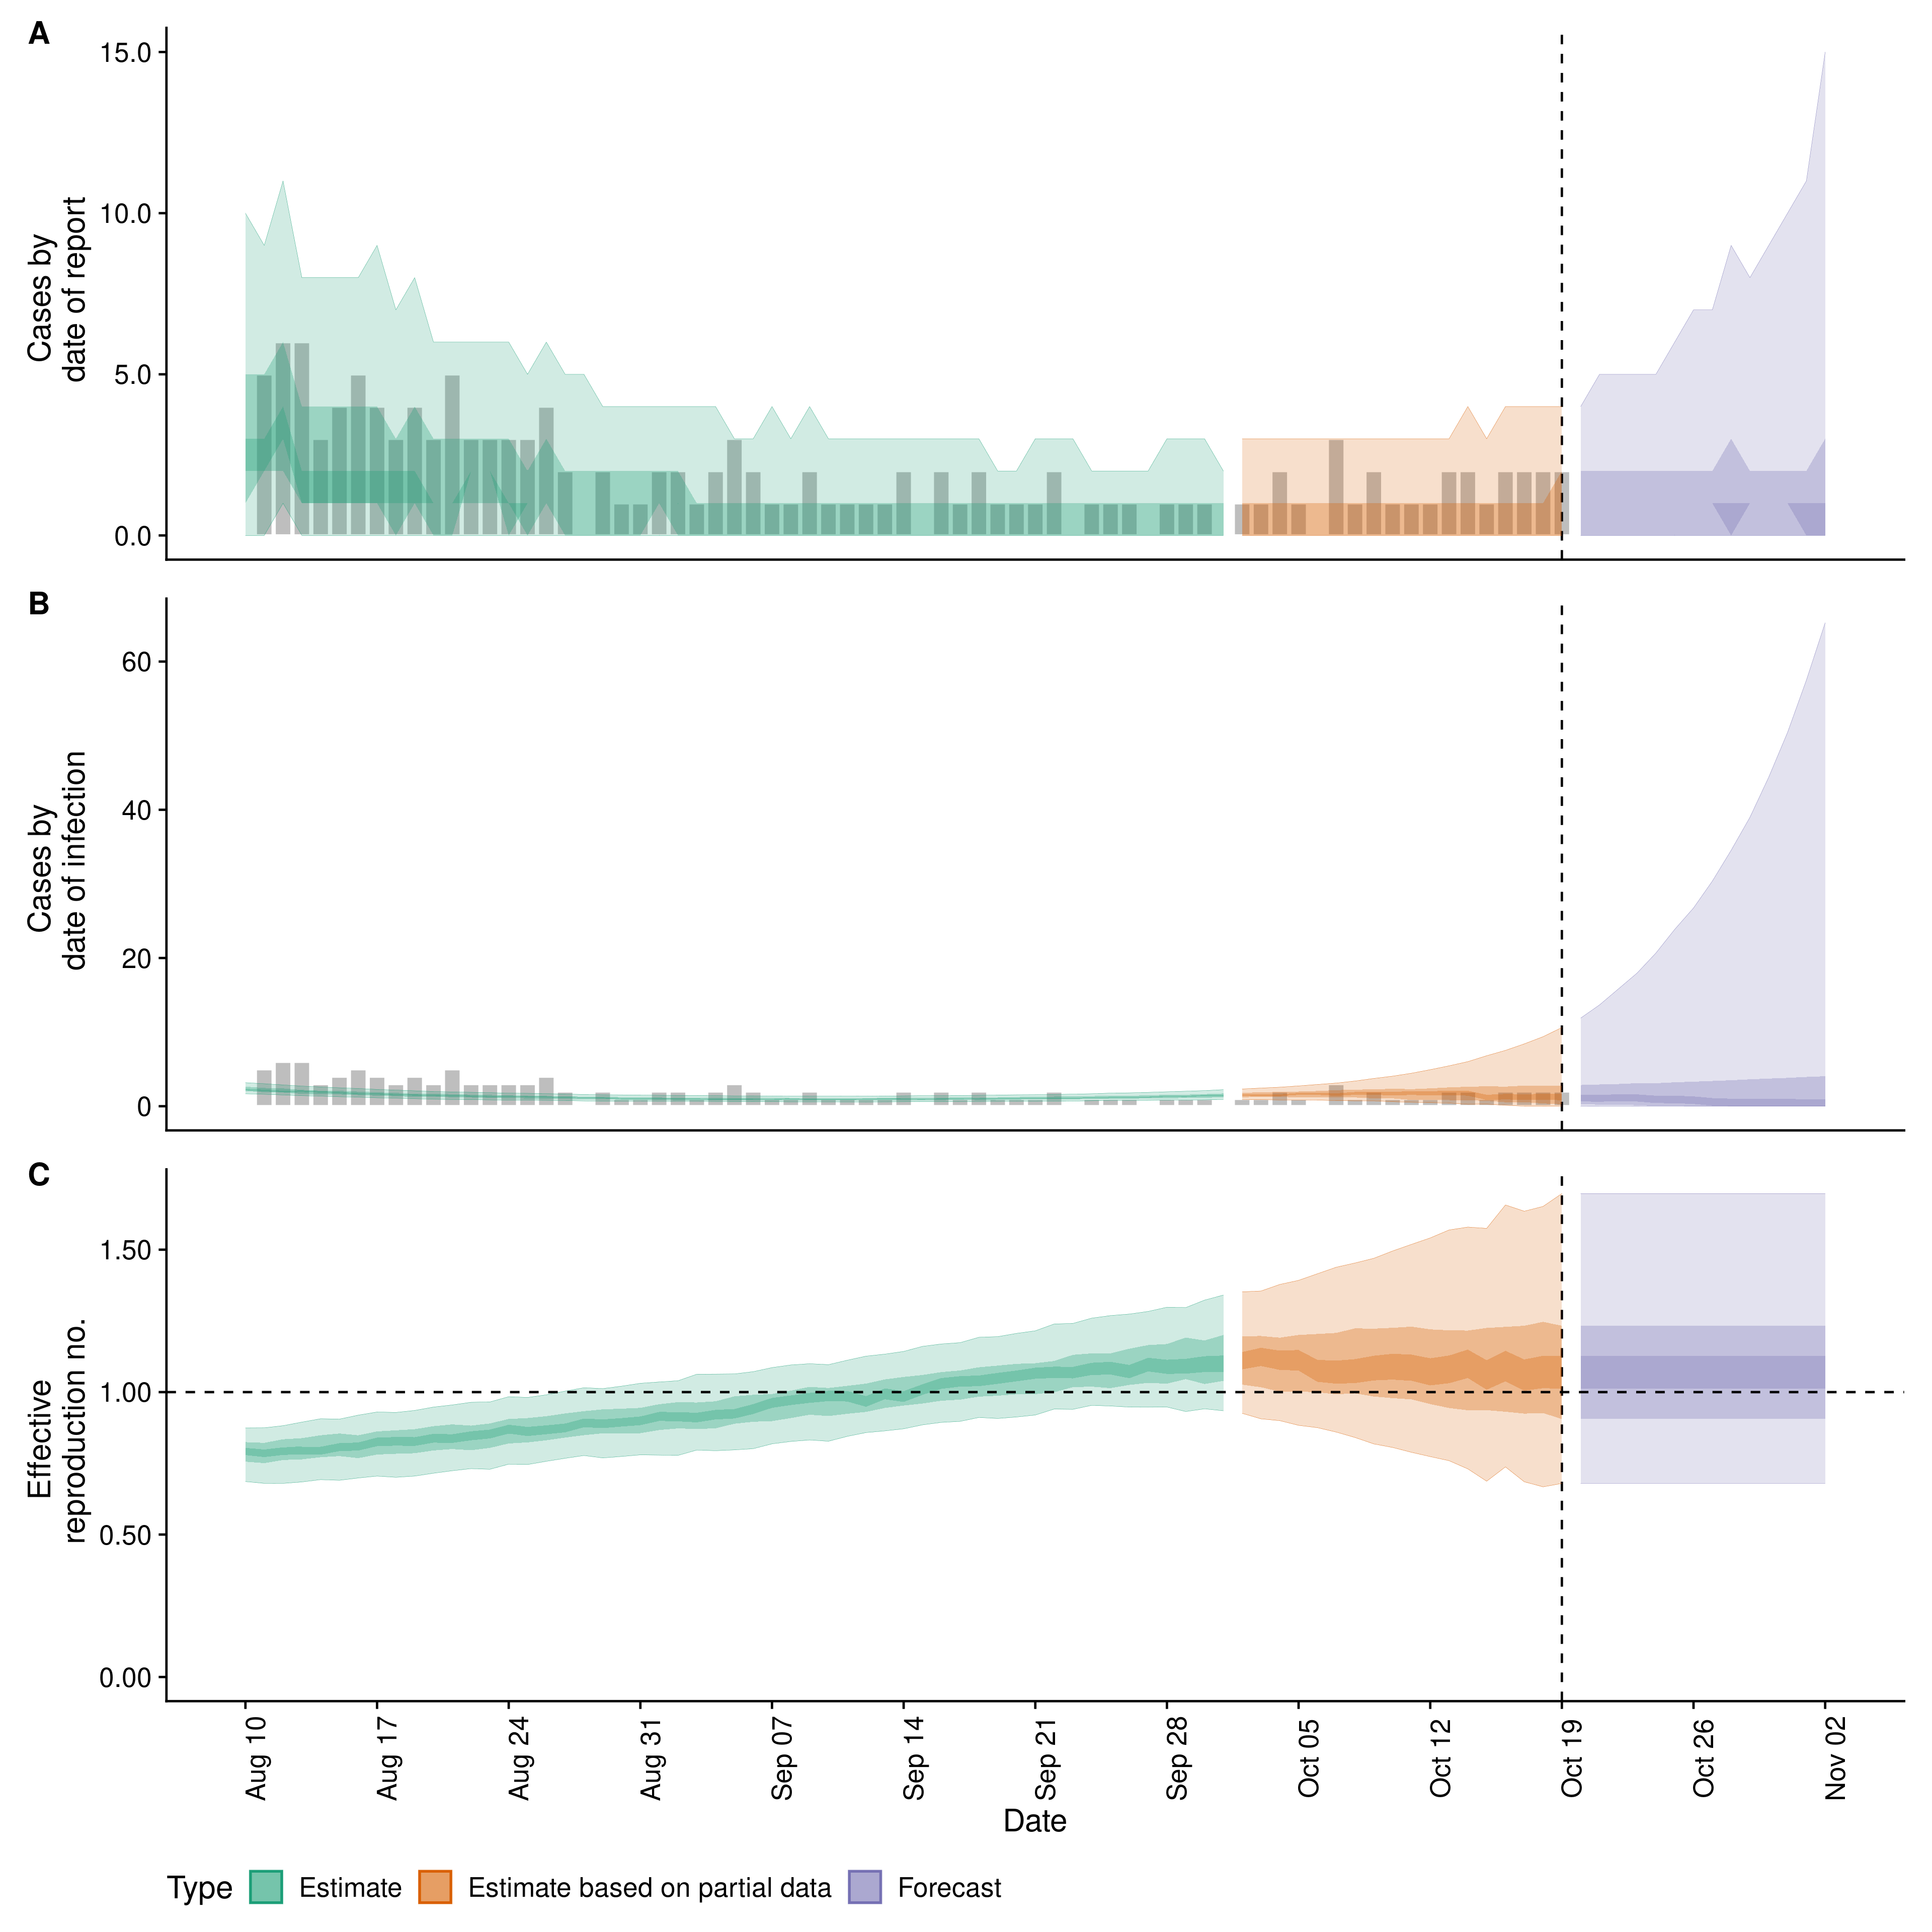 A
Cases by
date of report
15.0
10.0
5.0
0.0
B
Cases by
date of infection
60
40
20
0
C
Effective
reproduction no.
1.50
1.00
0.50
0.00
Aug 10
Aug 17
Aug 24
Aug 31
Sep 07
Sep 14
Sep 21
Sep 28
Oct 05
Oct 12
Oct 19
Oct 26
Nov 02
Date
Type Estimate Estimate based on partial data Forecast